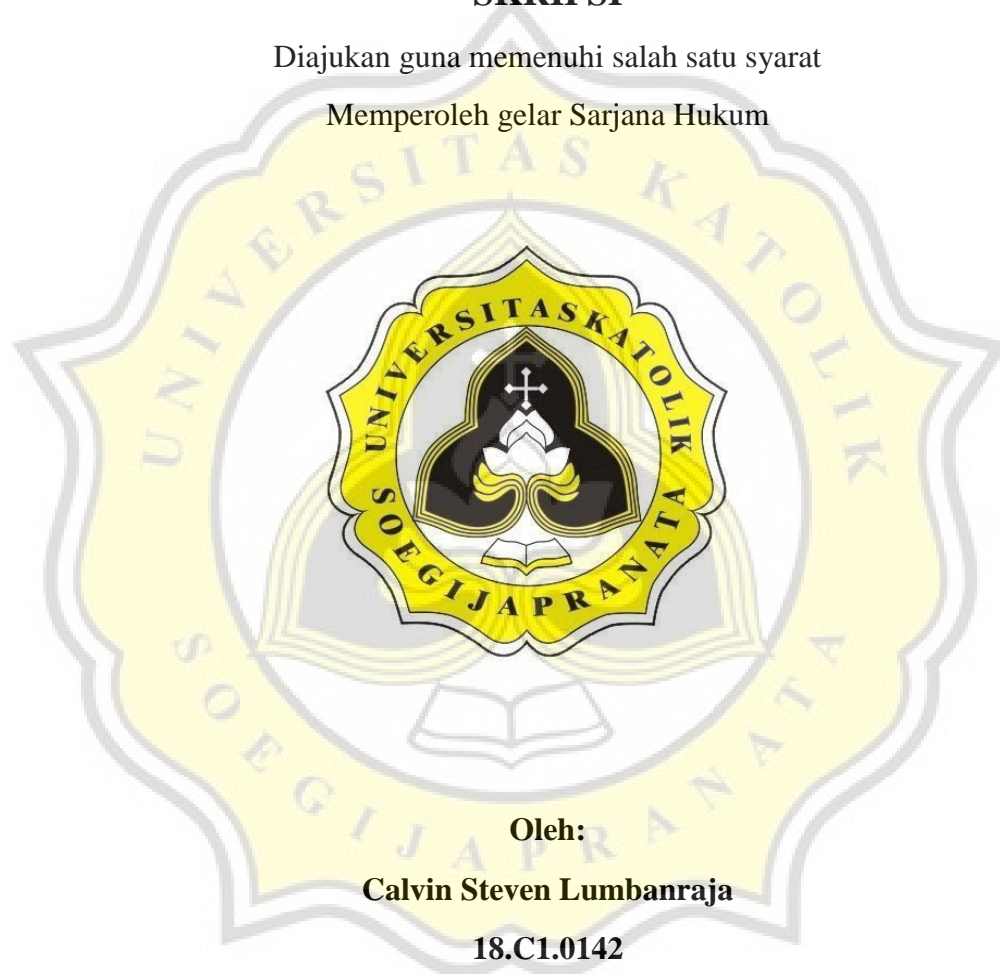 SKRIPSI
Diajukan guna memenuhi salah satu syarat
Memperoleh gelar Sarjana Hukum
UNIVERSITAS KATOLIK
SOEGIJAPRANATA
UNIVERSITAS KATOLIK
SOEGIJAPRANATA
Oleh:
Calvin Steven Lumbanraja
18.C1.0142